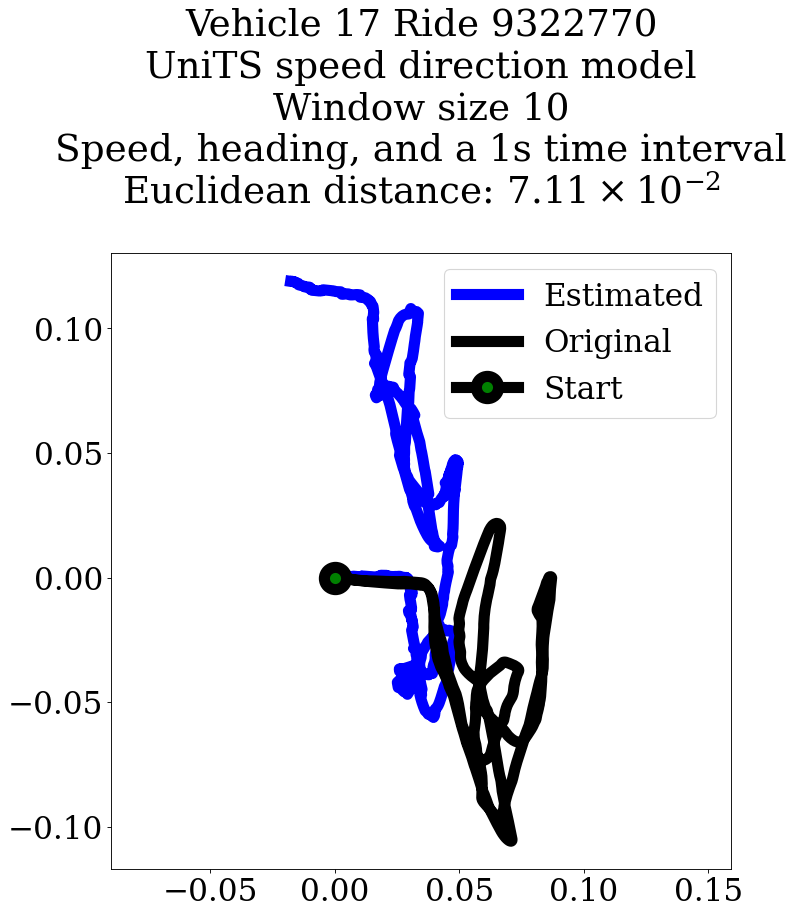 Vehicle 17 Ride 9322770
UniTS speed direction model
Window size 10
Speed, heading, and a 1s time interval
Euclidean distance: 7.11 × 10⁻²
Estimated
Original
Start
0.10
0.05
0.00
−0.05
−0.10
−0.05 0.00 0.05 0.10 0.15